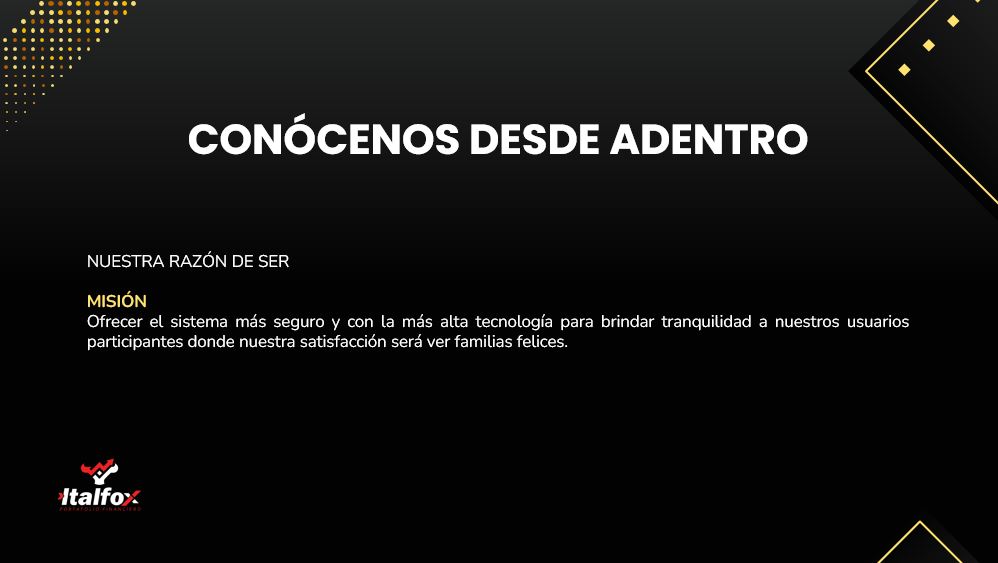 CONÓCENOS DESDE ADENTRO
NUESTRA RAZÓN DE SER
MISIÓN
Ofrecer el sistema más seguro y con la más alta tecnología para brindar tranquilidad a nuestros usuarios
participantes donde nuestra satisfacción será ver familias felices.
Italfox
PORTAFOLIO FINANCIERO